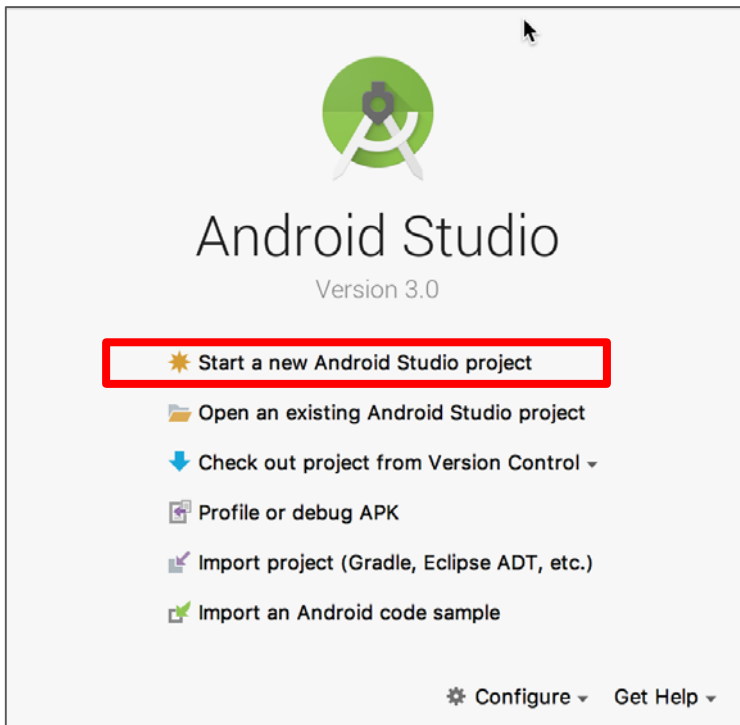 Android Studio
Version 3.0
Start a new Android Studio project
Open an existing Android Studio project
Check out project from Version Control
Profile or debug APK
Import project (Gradle, Eclipse ADT, etc.)
Import an Android code sample
Configure Get Help